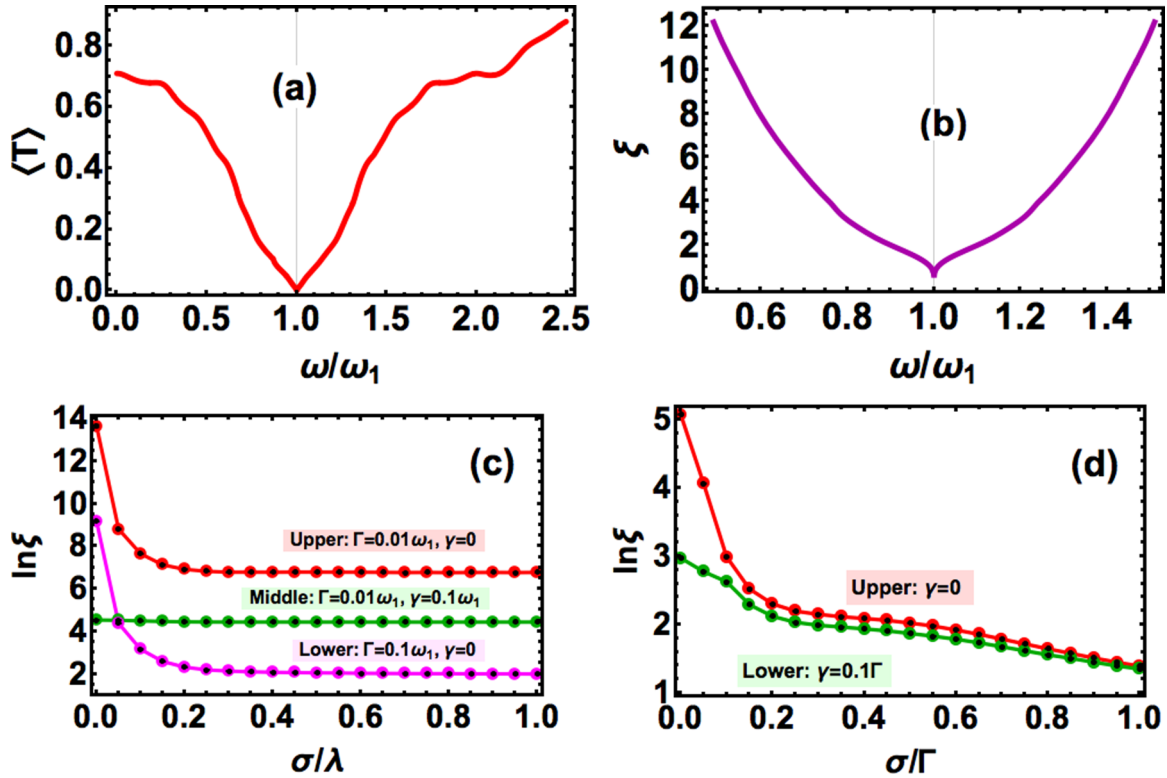 (a)
⟨T⟩
0.8
0.6
0.4
0.2
0.0
0.0 0.5 1.0 1.5 2.0 2.5
ω/ω₁
(b)
ξ
12
10
8
6
4
2
0
0.6 0.8 1.0 1.2 1.4
ω/ω₁
(c)
lnξ
14
12
10
8
6
4
2
Upper: Γ=0.01ω₁, γ=0
Middle: Γ=0.01ω₁, γ=0.1ω₁
Lower: Γ=0.1ω₁, γ=0
0.0 0.2 0.4 0.6 0.8 1.0
σ/λ
(d)
lnξ
5
4
3
2
1
Upper: γ=0
Lower: γ=0.1Γ
0.0 0.2 0.4 0.6 0.8 1.0
σ/Γ